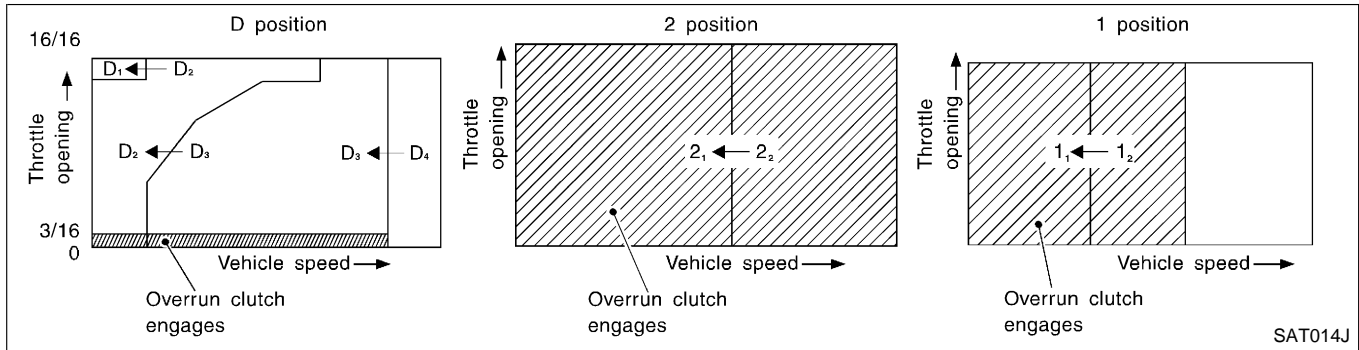 D position
16/16
D₁ ← D₂
D₂ ← D₃
D₃ ← D₄
Throttle
opening →
3/16
0
Vehicle speed →
Overrun clutch
engages
2 position
2₁ ← 2₂
Throttle
opening →
Vehicle speed →
Overrun clutch
engages
1 position
1₁ ← 1₂
Throttle
opening →
Vehicle speed →
Overrun clutch
engages
SAT014J